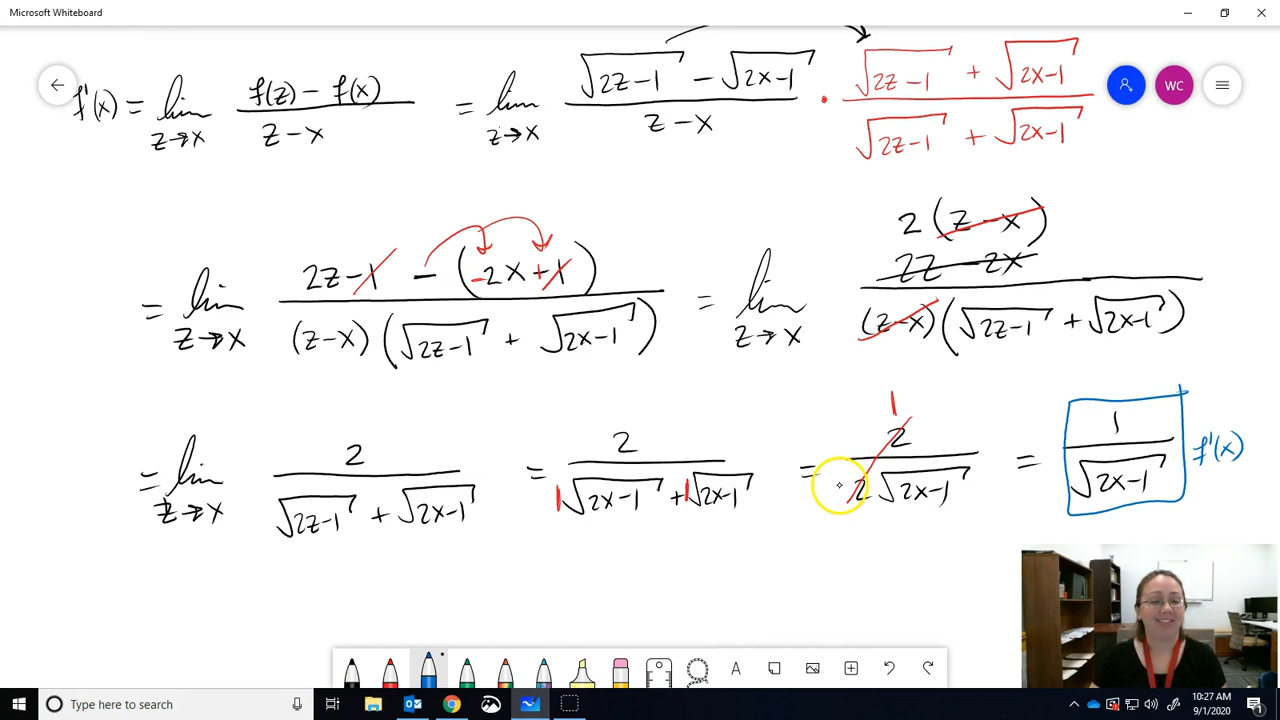 Microsoft Whiteboard
f'(x) = lim z→x (f(z) − f(x))/(z − x) = lim z→x (√(2z−1) − √(2x−1))/(z − x) · (√(2z−1) + √(2x−1))/(√(2z−1) + √(2x−1))
= lim z→x (2z − 1 − (−2x + 1))/((z − x)(√(2z−1) + √(2x−1))) = lim z→x 2(z − x) 2z − 2x/((z − x)(√(2z−1) + √(2x−1)))
= lim z→x 2/(√(2z−1) + √(2x−1)) = 2/(1√(2x−1) + 1√(2x−1)) = 1 2/(2√(2x−1)) = 1/√(2x−1) f'(x)
WC
Type here to search
10:27 AM
9/1/2020